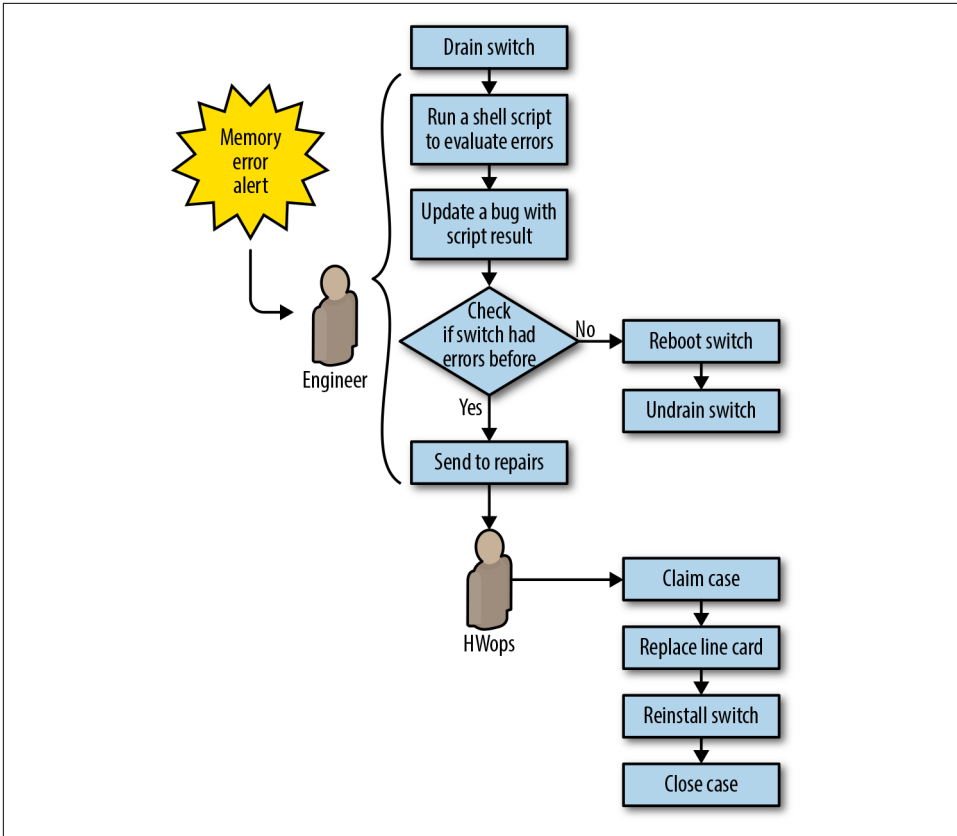 Drain switch
Memory
error
alert
Run a shell script
to evaluate errors
Update a bug with
script result
Engineer
Check
if switch had
errors before
No
Reboot switch
Undrain switch
Yes
Send to repairs
HWops
Claim case
Replace line card
Reinstall switch
Close case